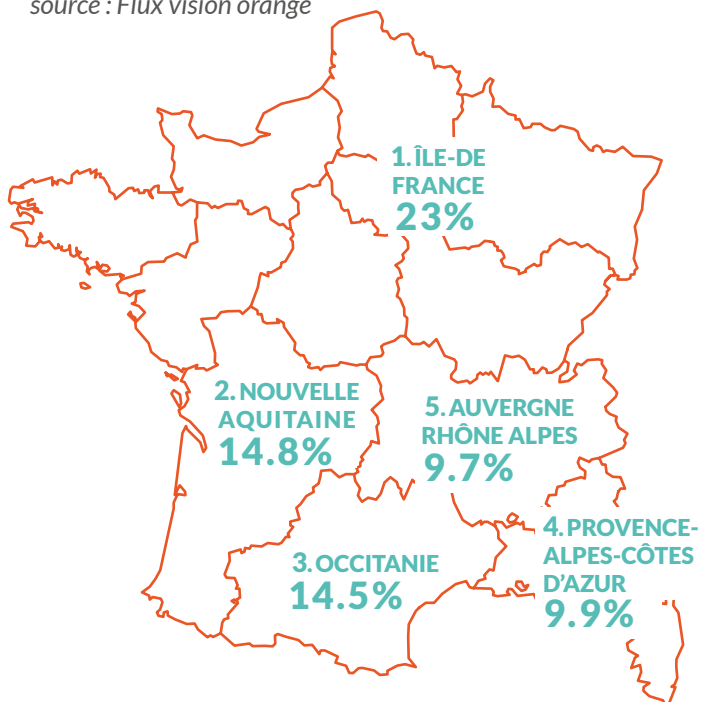 source : Flux vision orange
1. ÎLE-DE
FRANCE
23%
2. NOUVELLE
AQUITAINE
14.8%
5. AUVERGNE
RHÔNE ALPES
9.7%
4. PROVENCE-
ALPES-CÔTES
D'AZUR
9.9%
3. OCCITANIE
14.5%